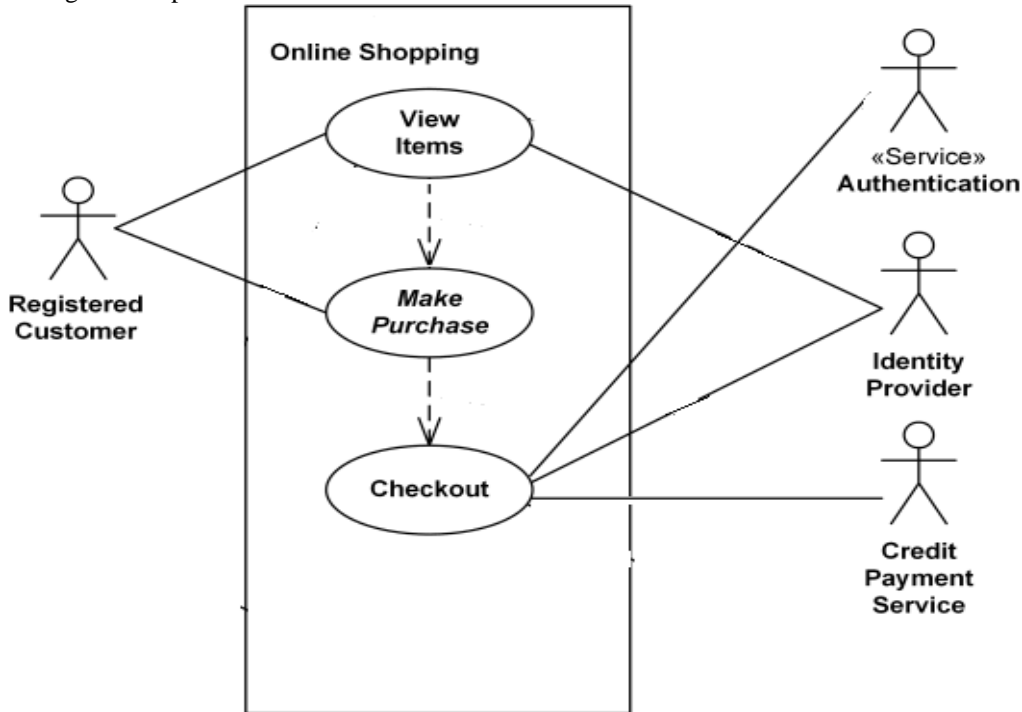 Online Shopping
View
Items
Make
Purchase
Checkout
Registered
Customer
«Service»
Authentication
Identity
Provider
Credit
Payment
Service